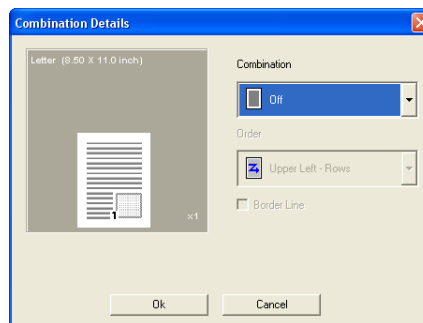 Combination Details
Letter (8.50 X 11.0 inch)
1
x1
Combination
Off
Order
Upper Left - Rows
Border Line
Ok
Cancel